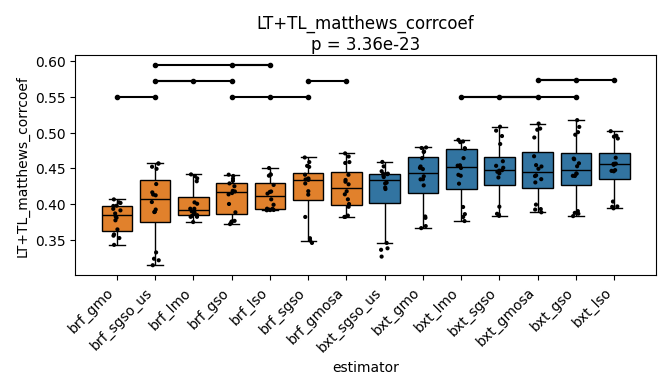 LT+TL_matthews_corrcoef
p = 3.36e-23
LT+TL_matthews_corrcoef
0.60
0.55
0.50
0.45
0.40
0.35
brf_gmo
brf_sgso_us
brf_lmo
brf_gso
brf_lso
brf_sgso
brf_gmosa
bxt_sgso_us
bxt_gmo
bxt_lmo
bxt_sgso
bxt_gmosa
bxt_gso
bxt_lso
estimator